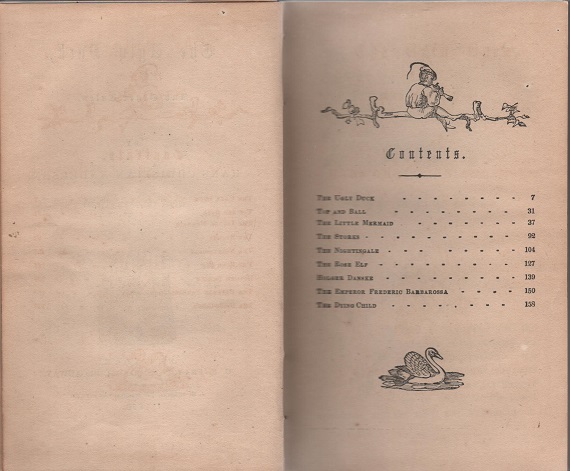 Contents.
The Ugly Duck - - - - - - - - 7
Top and Ball - - - - - - - - 31
The Little Mermaid - - - - - - - 37
The Storks - - - - - - - - - 92
The Nightingale - - - - - - - - 104
The Rose Elf - - - - - - - - 127
Holger Danske - - - - - - - - 139
The Emperor Frederic Barbarossa - - - - 150
The Dying Child - - - - - - - 158